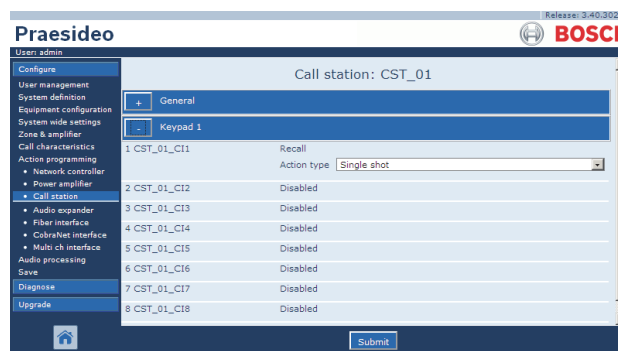 Release: 3.40.302
Praesideo
BOSCH
User: admin
Configure
User management
System definition
Equipment configuration
System wide settings
Zone & amplifier
Call characteristics
Action programming
• Network controller
• Power amplifier
• Call station
• Audio expander
• Fiber interface
• CobraNet interface
• Multi ch interface
Audio processing
Save
Diagnose
Upgrade
Call station: CST_01
+ General
- Keypad 1
1 CST_01_CI1 Recall
Action type Single shot
2 CST_01_CI2 Disabled
3 CST_01_CI3 Disabled
4 CST_01_CI4 Disabled
5 CST_01_CI5 Disabled
6 CST_01_CI6 Disabled
7 CST_01_CI7 Disabled
8 CST_01_CI8 Disabled
Submit